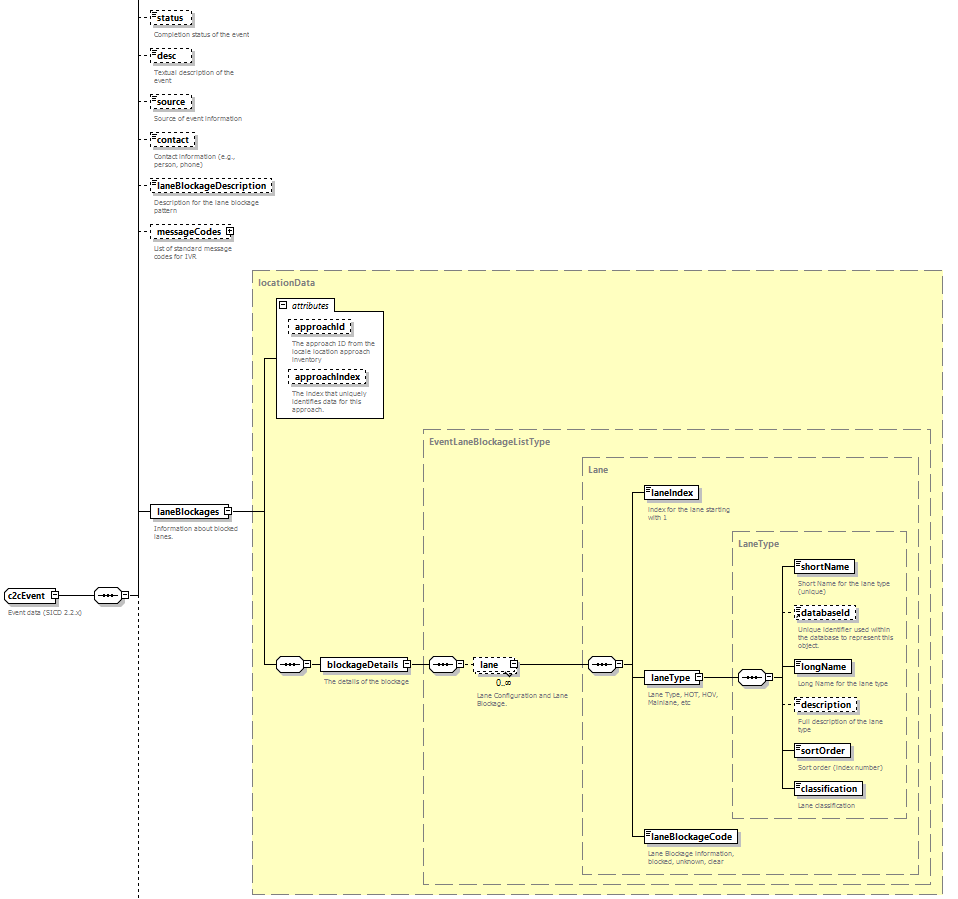 status
Completion status of the event
desc
Textual description of the
event
source
Source of event information
contact
Contact information (e.g.,
person, phone)
laneBlockageDescription
Description for the lane blockage
pattern
messageCodes
List of standard message
codes for IVR
locationData
attributes
approachId
The approach ID from the
locale location approach
inventory
approachIndex
The index that uniquely
identifies data for this
approach.
EventLaneBlockageListType
Lane
laneIndex
Index for the lane starting
with 1
laneBlockages
Information about blocked
lanes.
LaneType
shortName
Short Name for the lane type
(unique)
c2cEvent
Event data (SICD 2.2.x)
databaseId
Unique identifier used within
the database to represent this
object.
blockageDetails
The details of the blockage
lane
0..∞
Lane Configuration and Lane
Blockage.
longName
Long Name for the lane type
laneType
Lane Type, HOT, HOV,
Mainlane, etc
description
Full description of the lane
type
sortOrder
Sort order (index number)
classification
Lane classification
laneBlockageCode
Lane Blockage information,
blocked, unknown, clear